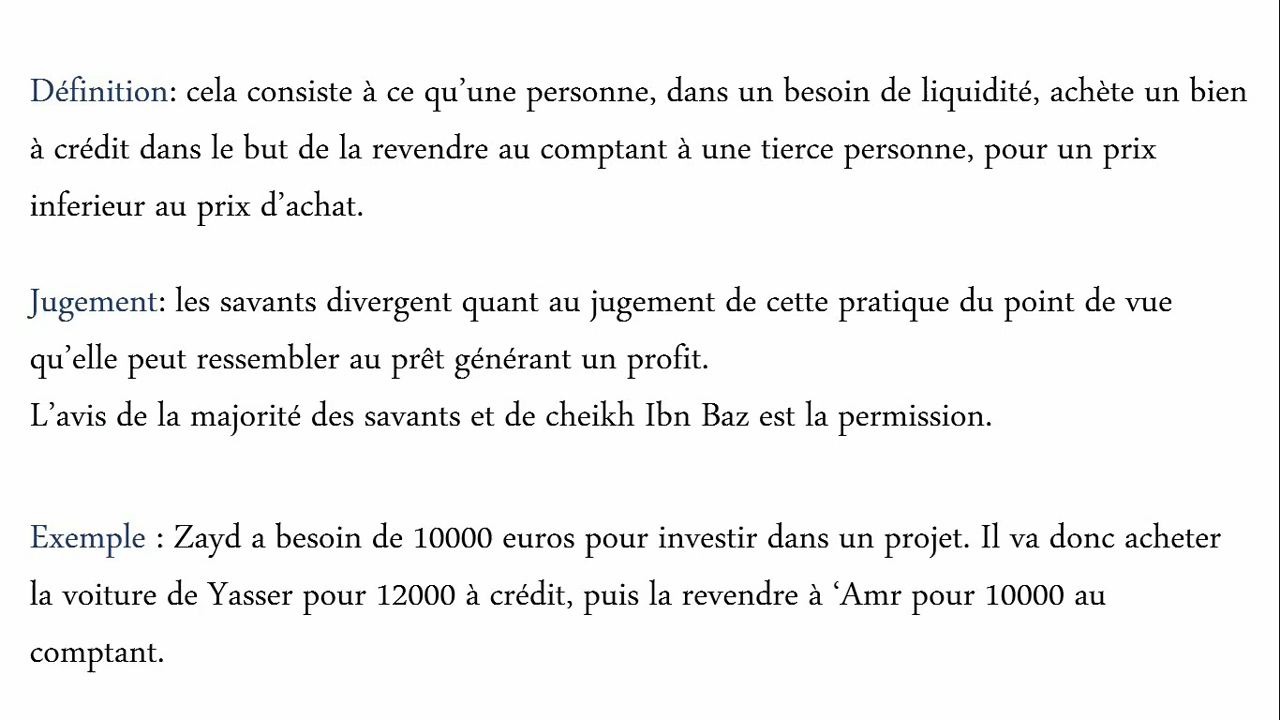 Définition: cela consiste à ce qu’une personne, dans un besoin de liquidité, achète un bien
à crédit dans le but de la revendre au comptant à une tierce personne, pour un prix
inferieur au prix d’achat.
Jugement: les savants divergent quant au jugement de cette pratique du point de vue
qu’elle peut ressembler au prêt générant un profit.
L’avis de la majorité des savants et de cheikh Ibn Baz est la permission.
Exemple : Zayd a besoin de 10000 euros pour investir dans un projet. Il va donc acheter
la voiture de Yasser pour 12000 à crédit, puis la revendre à ‘Amr pour 10000 au
comptant.